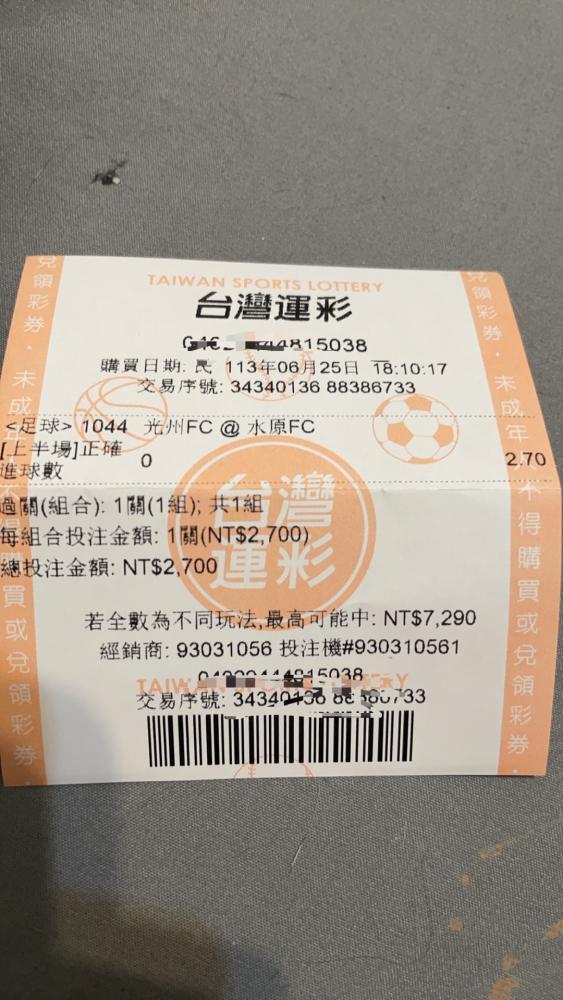 TAIWAN SPORTS LOTTERY
台灣運彩
4815038
購買日期: 民 113年06月25日 18:10:17
交易序號: 34340136 88386733
<足球> 1044 光州FC @ 水原FC
[上半場]正確進球數 0 2.70
過關(組合): 1關(1組); 共1組
每組合投注金額: 1關(NT$2,700)
總投注金額: NT$2,700
台灣運彩
若全數為不同玩法,最高可能中: NT$7,290
經銷商: 93031056 投注機#930310561
15038
交易序號:
兌領彩券・未成年
不得購買或兌領彩券・
兌領彩券・未成年
不得購買或兌領彩券・